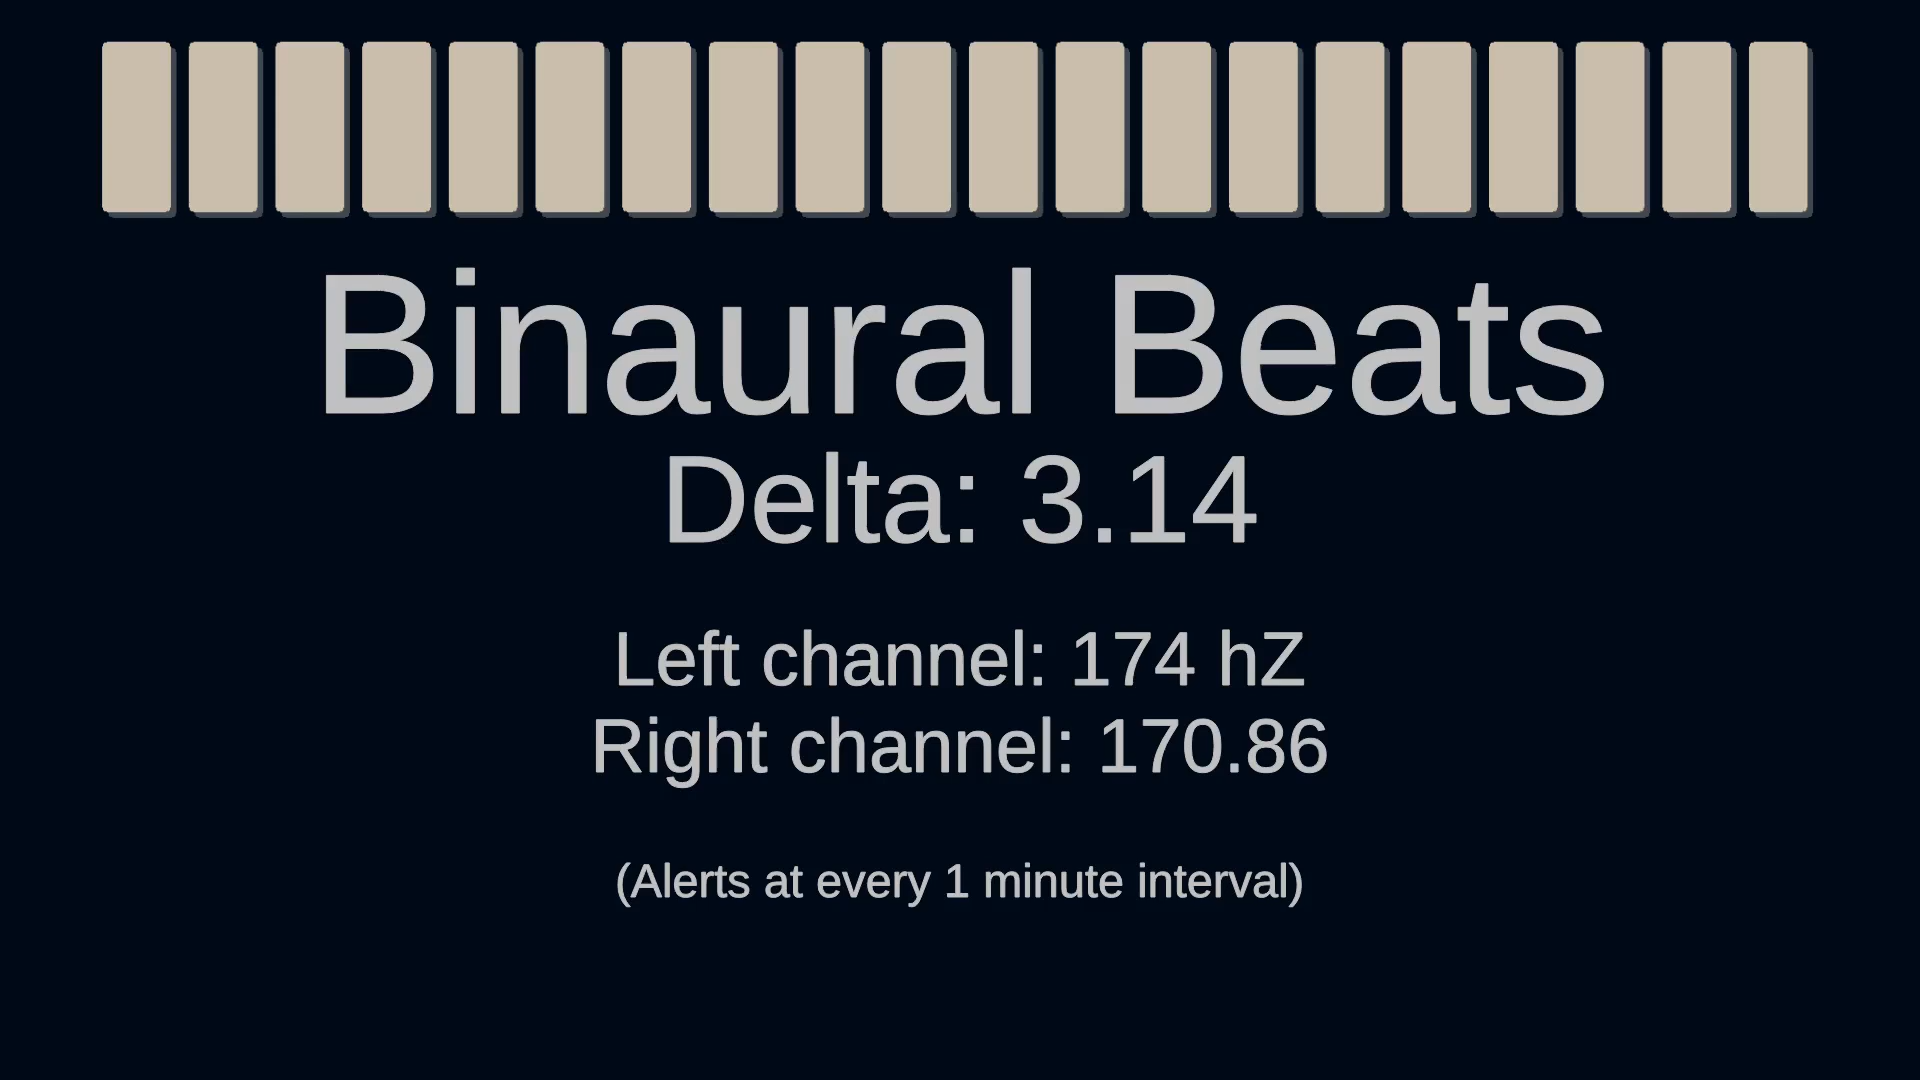 Binaural Beats
Delta: 3.14
Left channel: 174 hZ
Right channel: 170.86
(Alerts at every 1 minute interval)